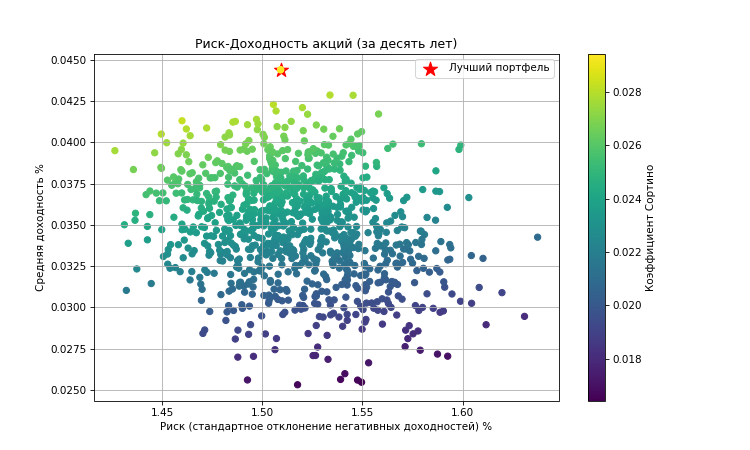 Риск-Доходность акций (за десять лет)
Лучший портфель
0.0450
0.0425
0.0400
0.0375
0.0350
0.0325
0.0300
0.0275
0.0250
Средняя доходность %
1.45 1.50 1.55 1.60
Риск (стандартное отклонение негативных доходностей) %
0.028
0.026
0.024
0.022
0.020
0.018
Коэффициент Сортино